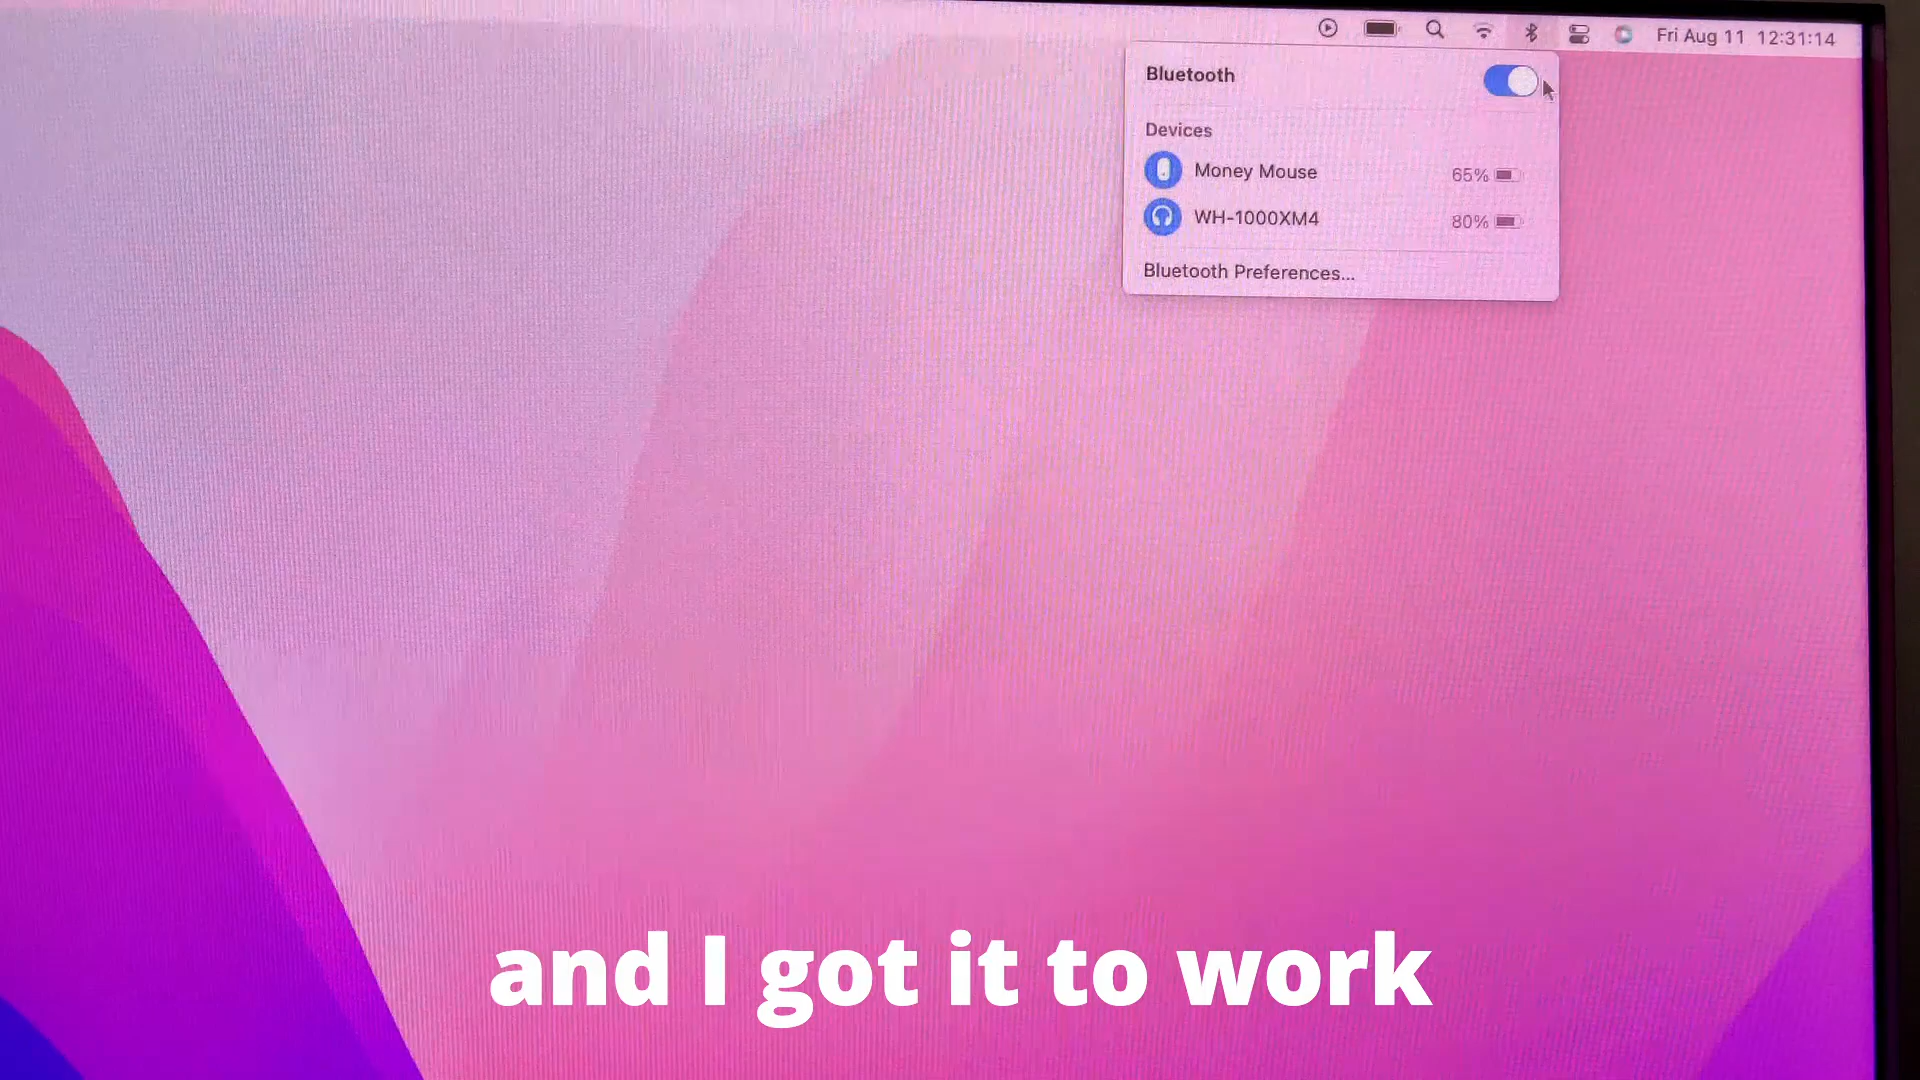 Fri Aug 11 12:31:14
Bluetooth
Devices
Money Mouse 65%
WH-1000XM4 80%
Bluetooth Preferences...
and I got it to work